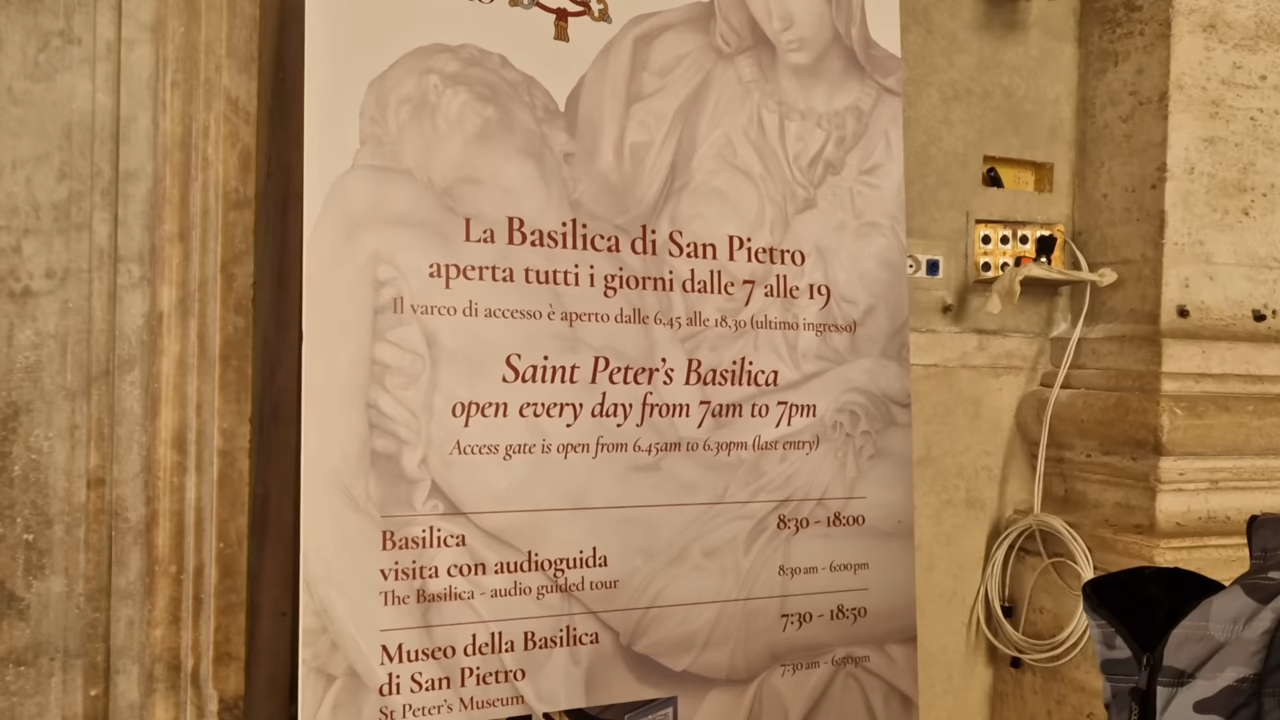 La Basilica di San Pietro
aperta tutti i giorni dalle 7 alle 19
Il varco di accesso è aperto dalle 6,45 alle 18,30 (ultimo ingresso)
Saint Peter's Basilica
open every day from 7am to 7pm
Access gate is open from 6.45am to 6.30pm (last entry)
Basilica
visita con audioguida
The Basilica - audio guided tour
8:30 - 18:00
8:30 am - 6:00 pm
Museo della Basilica
di San Pietro
St Peter's Museum
7:30 - 18:50
7:30 am - 6:50 pm